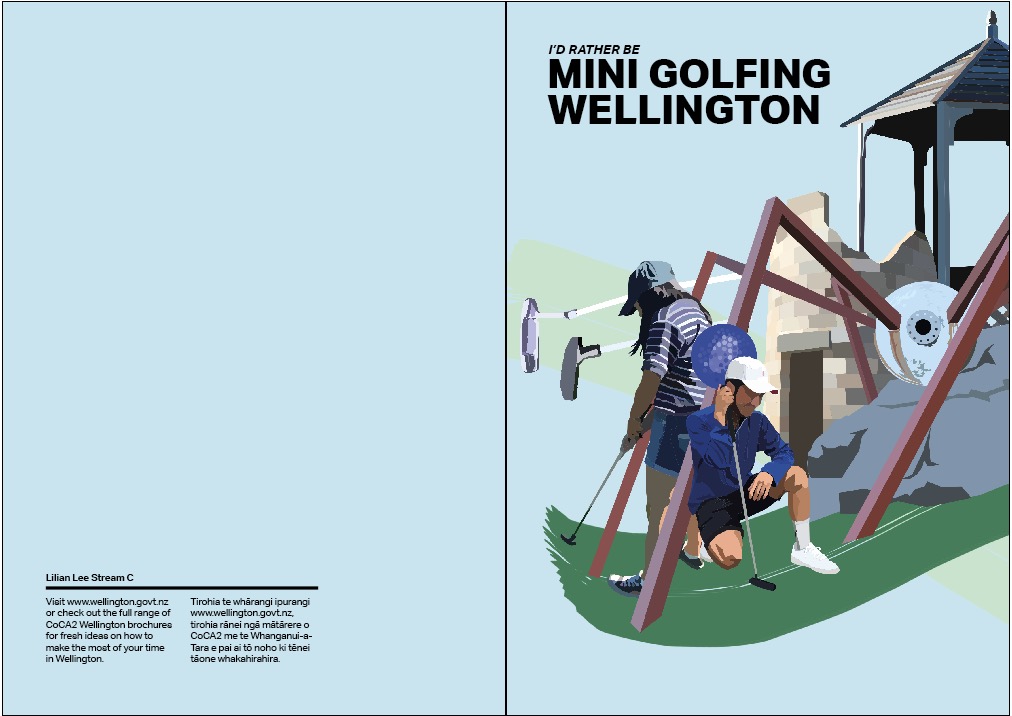 I'D RATHER BE
MINI GOLFING
WELLINGTON
Lilian Lee Stream C
Visit www.wellington.govt.nz
or check out the full range of
CoCA2 Wellington brochures
for fresh ideas on how to
make the most of your time
in Wellington.
Tirohia te whārangi ipurangi
www.wellington.govt.nz,
tirohia rānei ngā mātārere o
CoCA2 me te Whanganui-a-
Tara e pai ai tō noho ki tēnei
tāone whakahirahira.